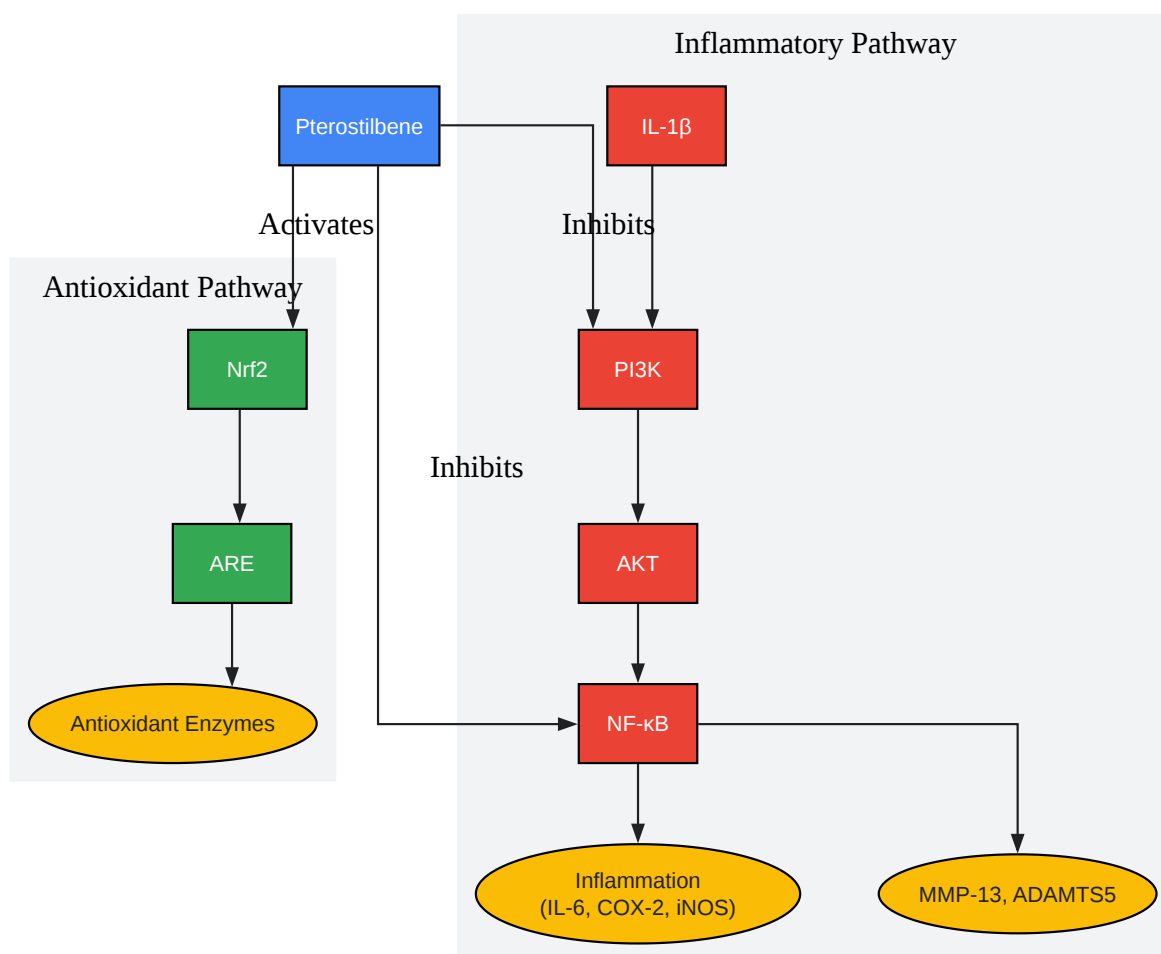 Inflammatory Pathway
Pterostilbene
IL-1β
Activates
Inhibits
Antioxidant Pathway
Nrf2
PI3K
Inhibits
ARE
AKT
Antioxidant Enzymes
NF-κB
Inflammation
(IL-6, COX-2, iNOS)
MMP-13, ADAMTS5